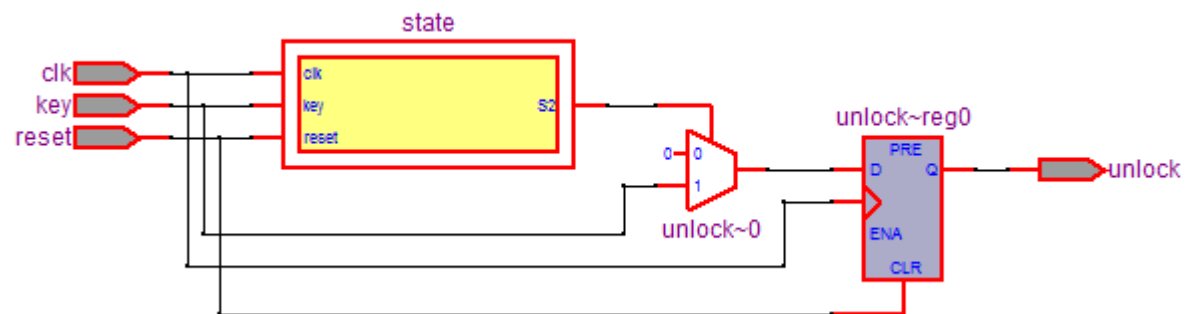 state
clk
key
reset
clk
key
reset
S2
0
0
1
unlock~0
unlock~reg0
PRE
D
Q
ENA
CLR
unlock